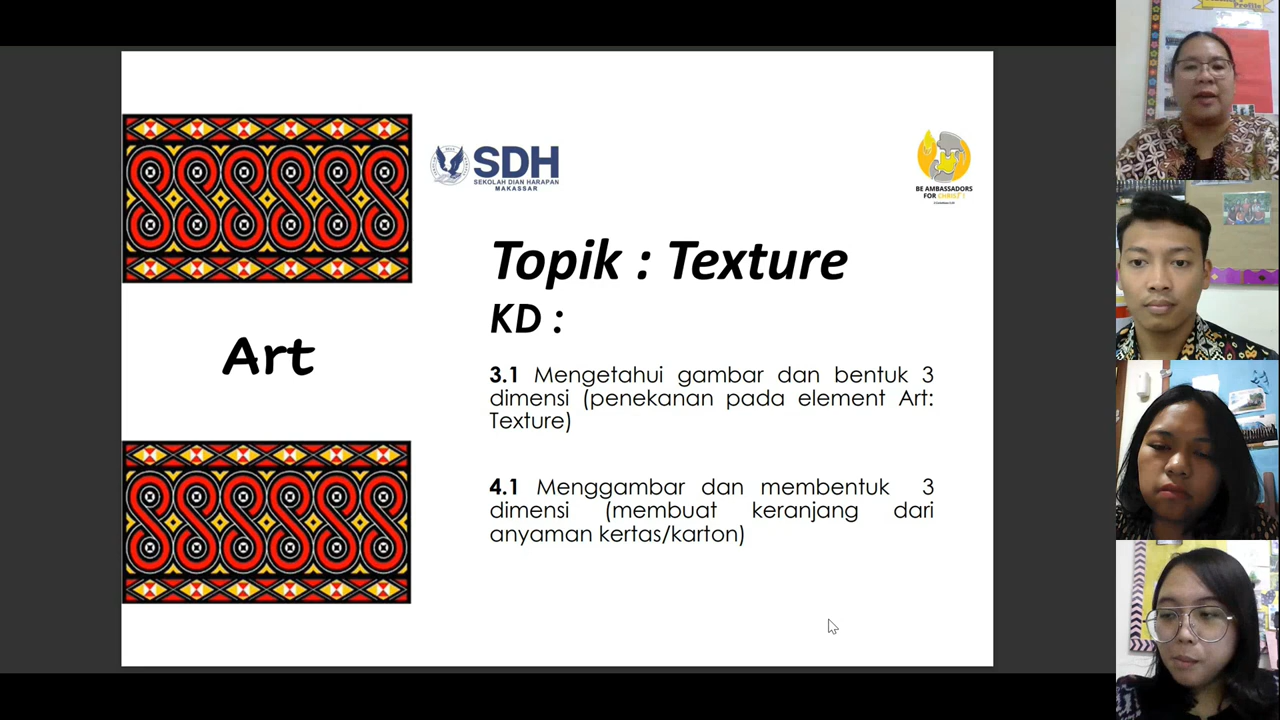 Profile
SDH
SEKOLAH DIAN HARAPAN
MAKASSAR
BE AMBASSADORS
FOR CHRIST !
Topik : Texture
KD :
Art
3.1 Mengetahui gambar dan bentuk 3
dimensi (penekanan pada element Art:
Texture)
4.1 Menggambar dan membentuk 3
dimensi (membuat keranjang dari
anyaman kertas/karton)